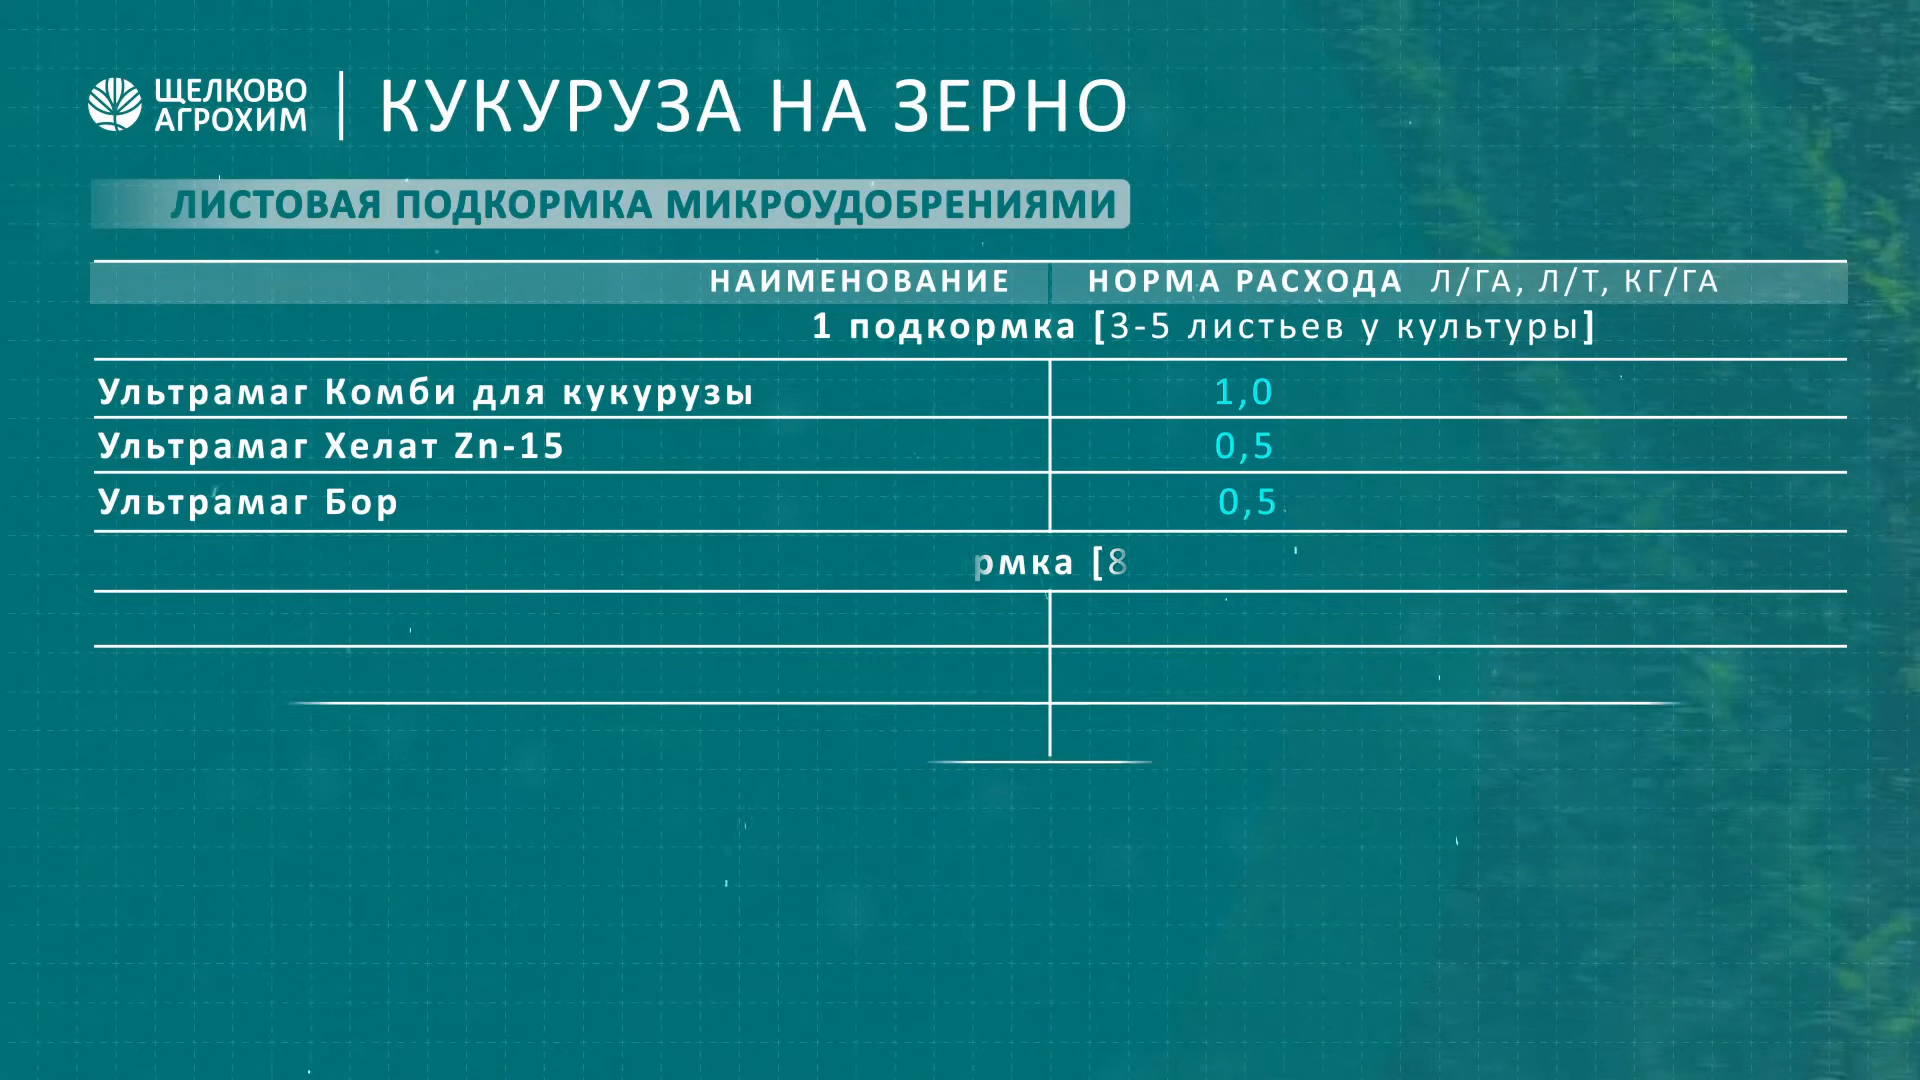 ЩЕЛКОВО
АГРОХИМ
КУКУРУЗА НА ЗЕРНО
ЛИСТОВАЯ ПОДКОРМКА МИКРОУДОБРЕНИЯМИ
НАИМЕНОВАНИЕ НОРМА РАСХОДА Л/ГА, Л/Т, КГ/ГА
1 подкормка [3-5 листьев у культуры]
Ультрамаг Комби для кукурузы 1,0
Ультрамаг Хелат Zn-15 0,5
Ультрамаг Бор 0,5
рмка [8